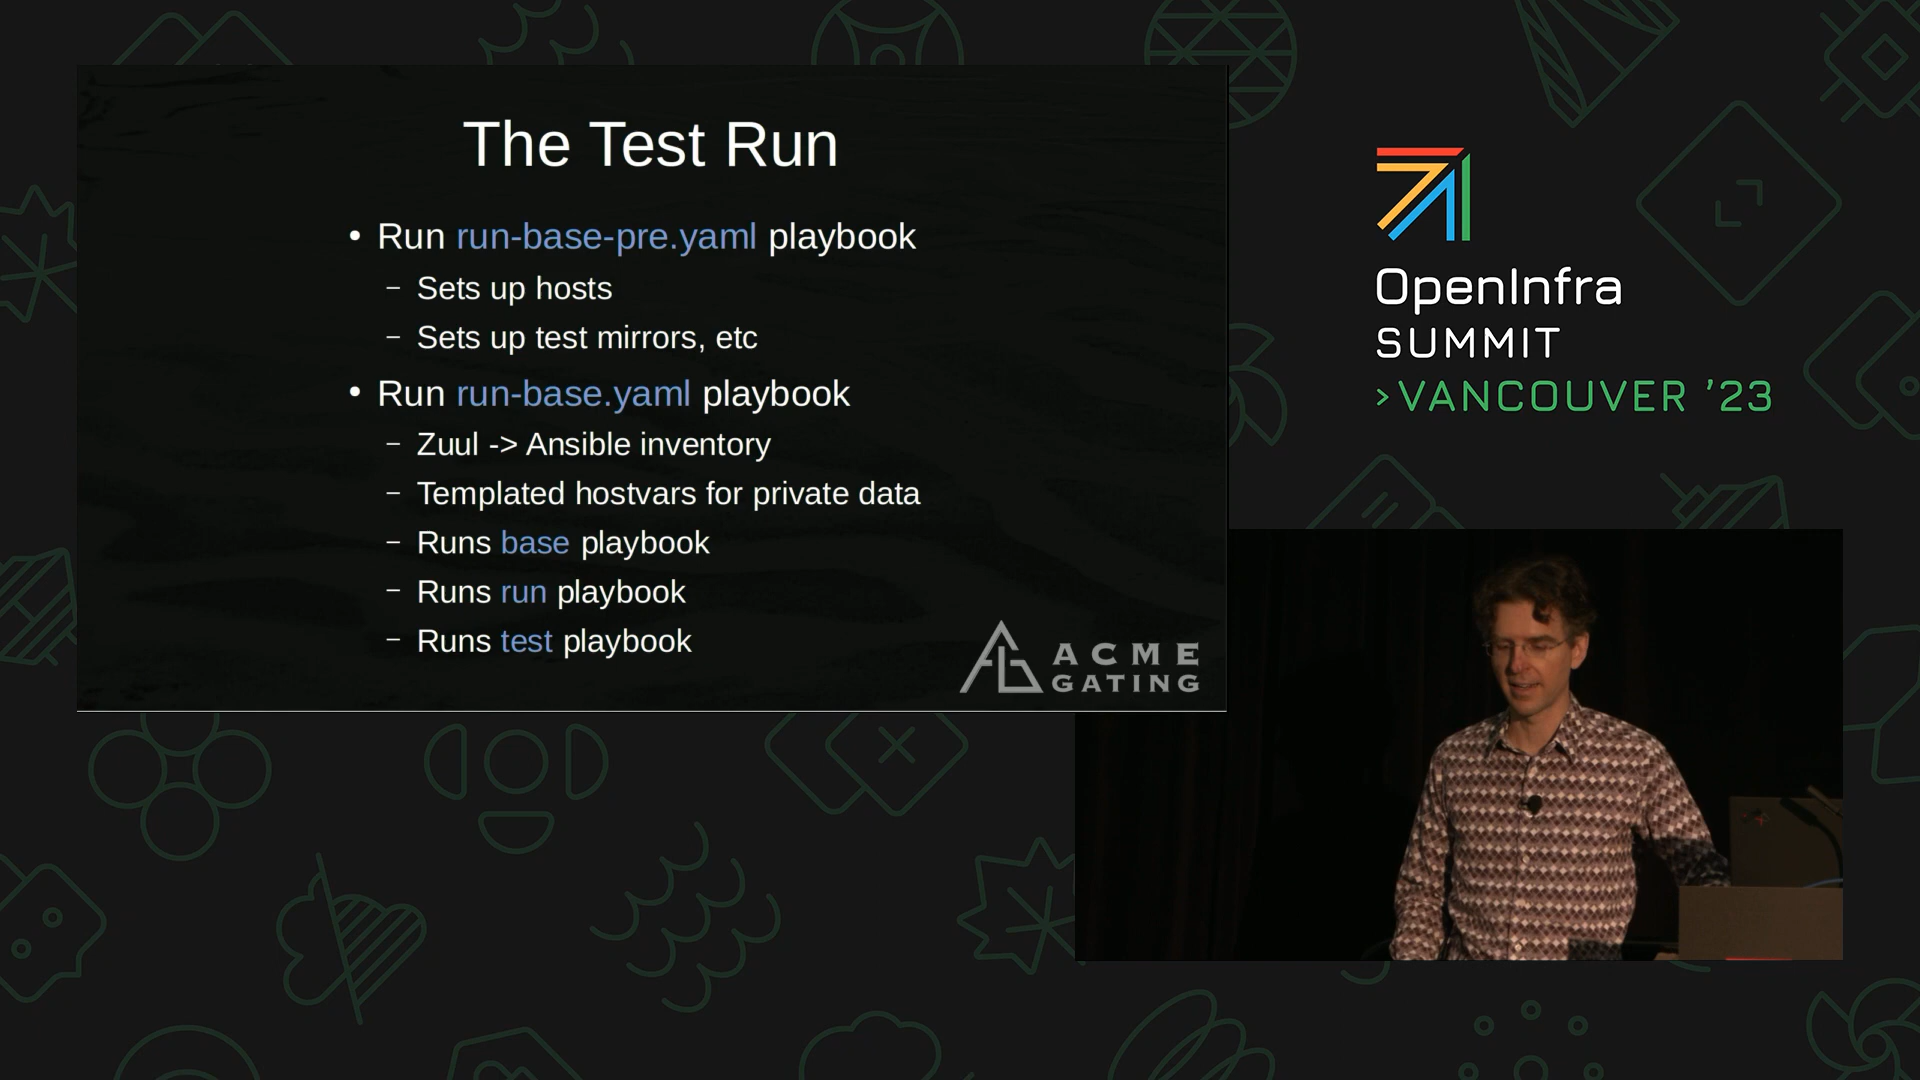 The Test Run
• Run run-base-pre.yaml playbook
– Sets up hosts
– Sets up test mirrors, etc
• Run run-base.yaml playbook
– Zuul -> Ansible inventory
– Templated hostvars for private data
– Runs base playbook
– Runs run playbook
– Runs test playbook
ACME
GATING
OpenInfra
SUMMIT
>VANCOUVER '23